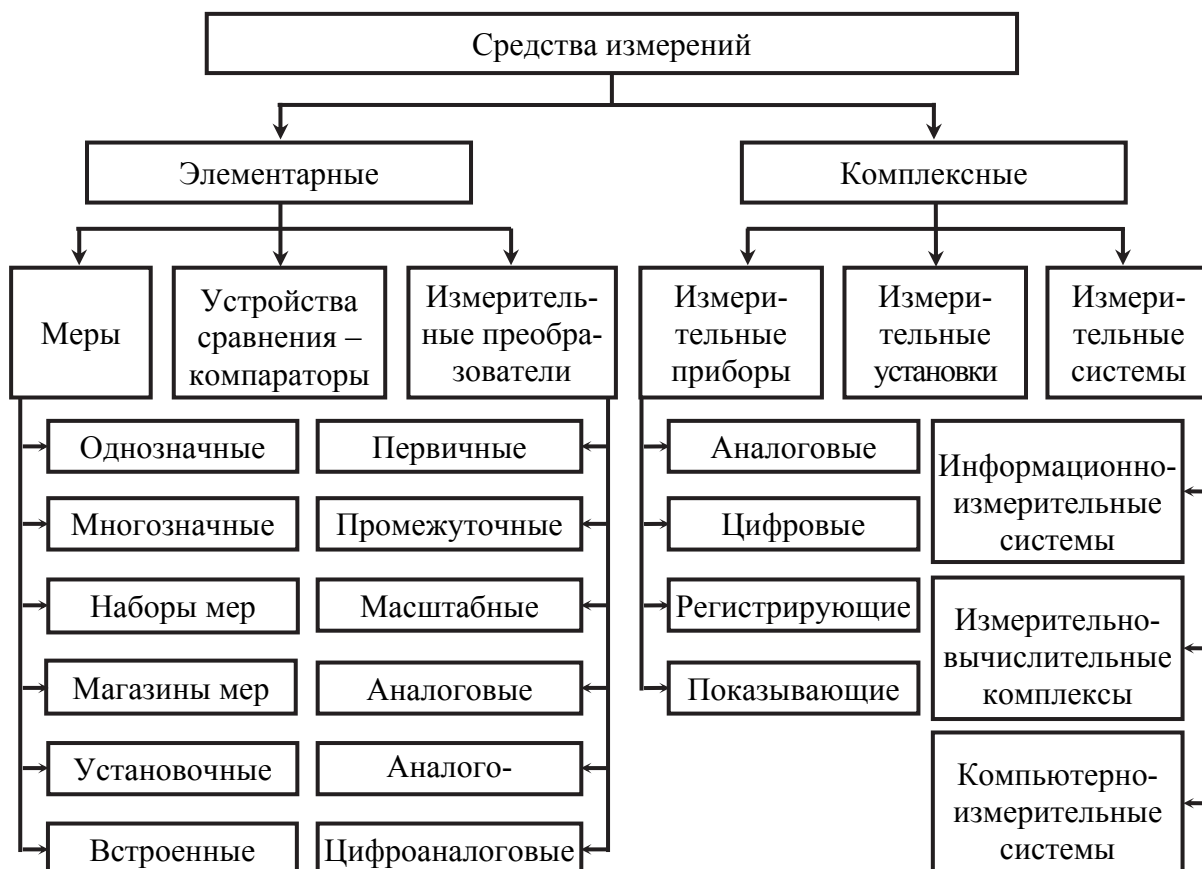 Средства измерений
Элементарные
Комплексные
Меры
Устройства
сравнения –
компараторы
Измеритель-
ные преобра-
зователи
Измери-
тельные
приборы
Измери-
тельные
установки
Измери-
тельные
системы
Однозначные
Многозначные
Наборы мер
Магазины мер
Установочные
Встроенные
Первичные
Промежуточные
Масштабные
Аналоговые
Аналого-
Цифроаналоговые
Аналоговые
Цифровые
Регистрирующие
Показывающие
Информационно-
измерительные
системы
Измерительно-
вычислительные
комплексы
Компьютерно-
измерительные
системы